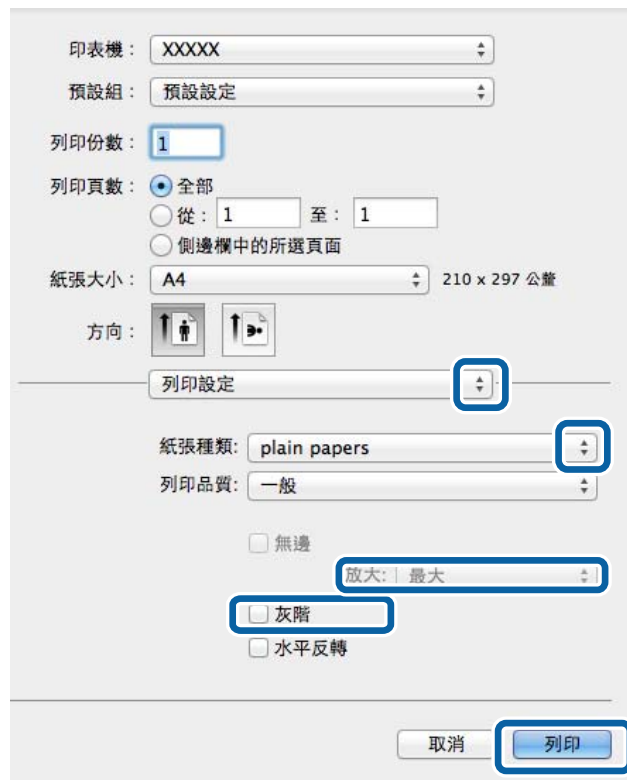 印表機： XXXXX
預設組： 預設設定
列印份數： 1
列印頁數： 全部
從： 1 至： 1
側邊欄中的所選頁面
紙張大小： A4 210 x 297 公釐
方向：
列印設定
紙張種類: plain papers
列印品質: 一般
無邊
放大: 最大
灰階
水平反轉
取消 列印